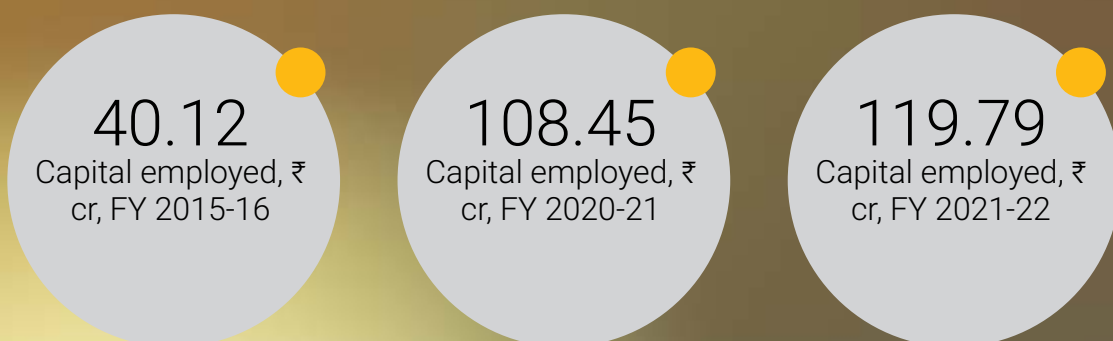 40.12
Capital employed, ₹
cr, FY 2015-16
108.45
Capital employed, ₹
cr, FY 2020-21
119.79
Capital employed, ₹
cr, FY 2021-22